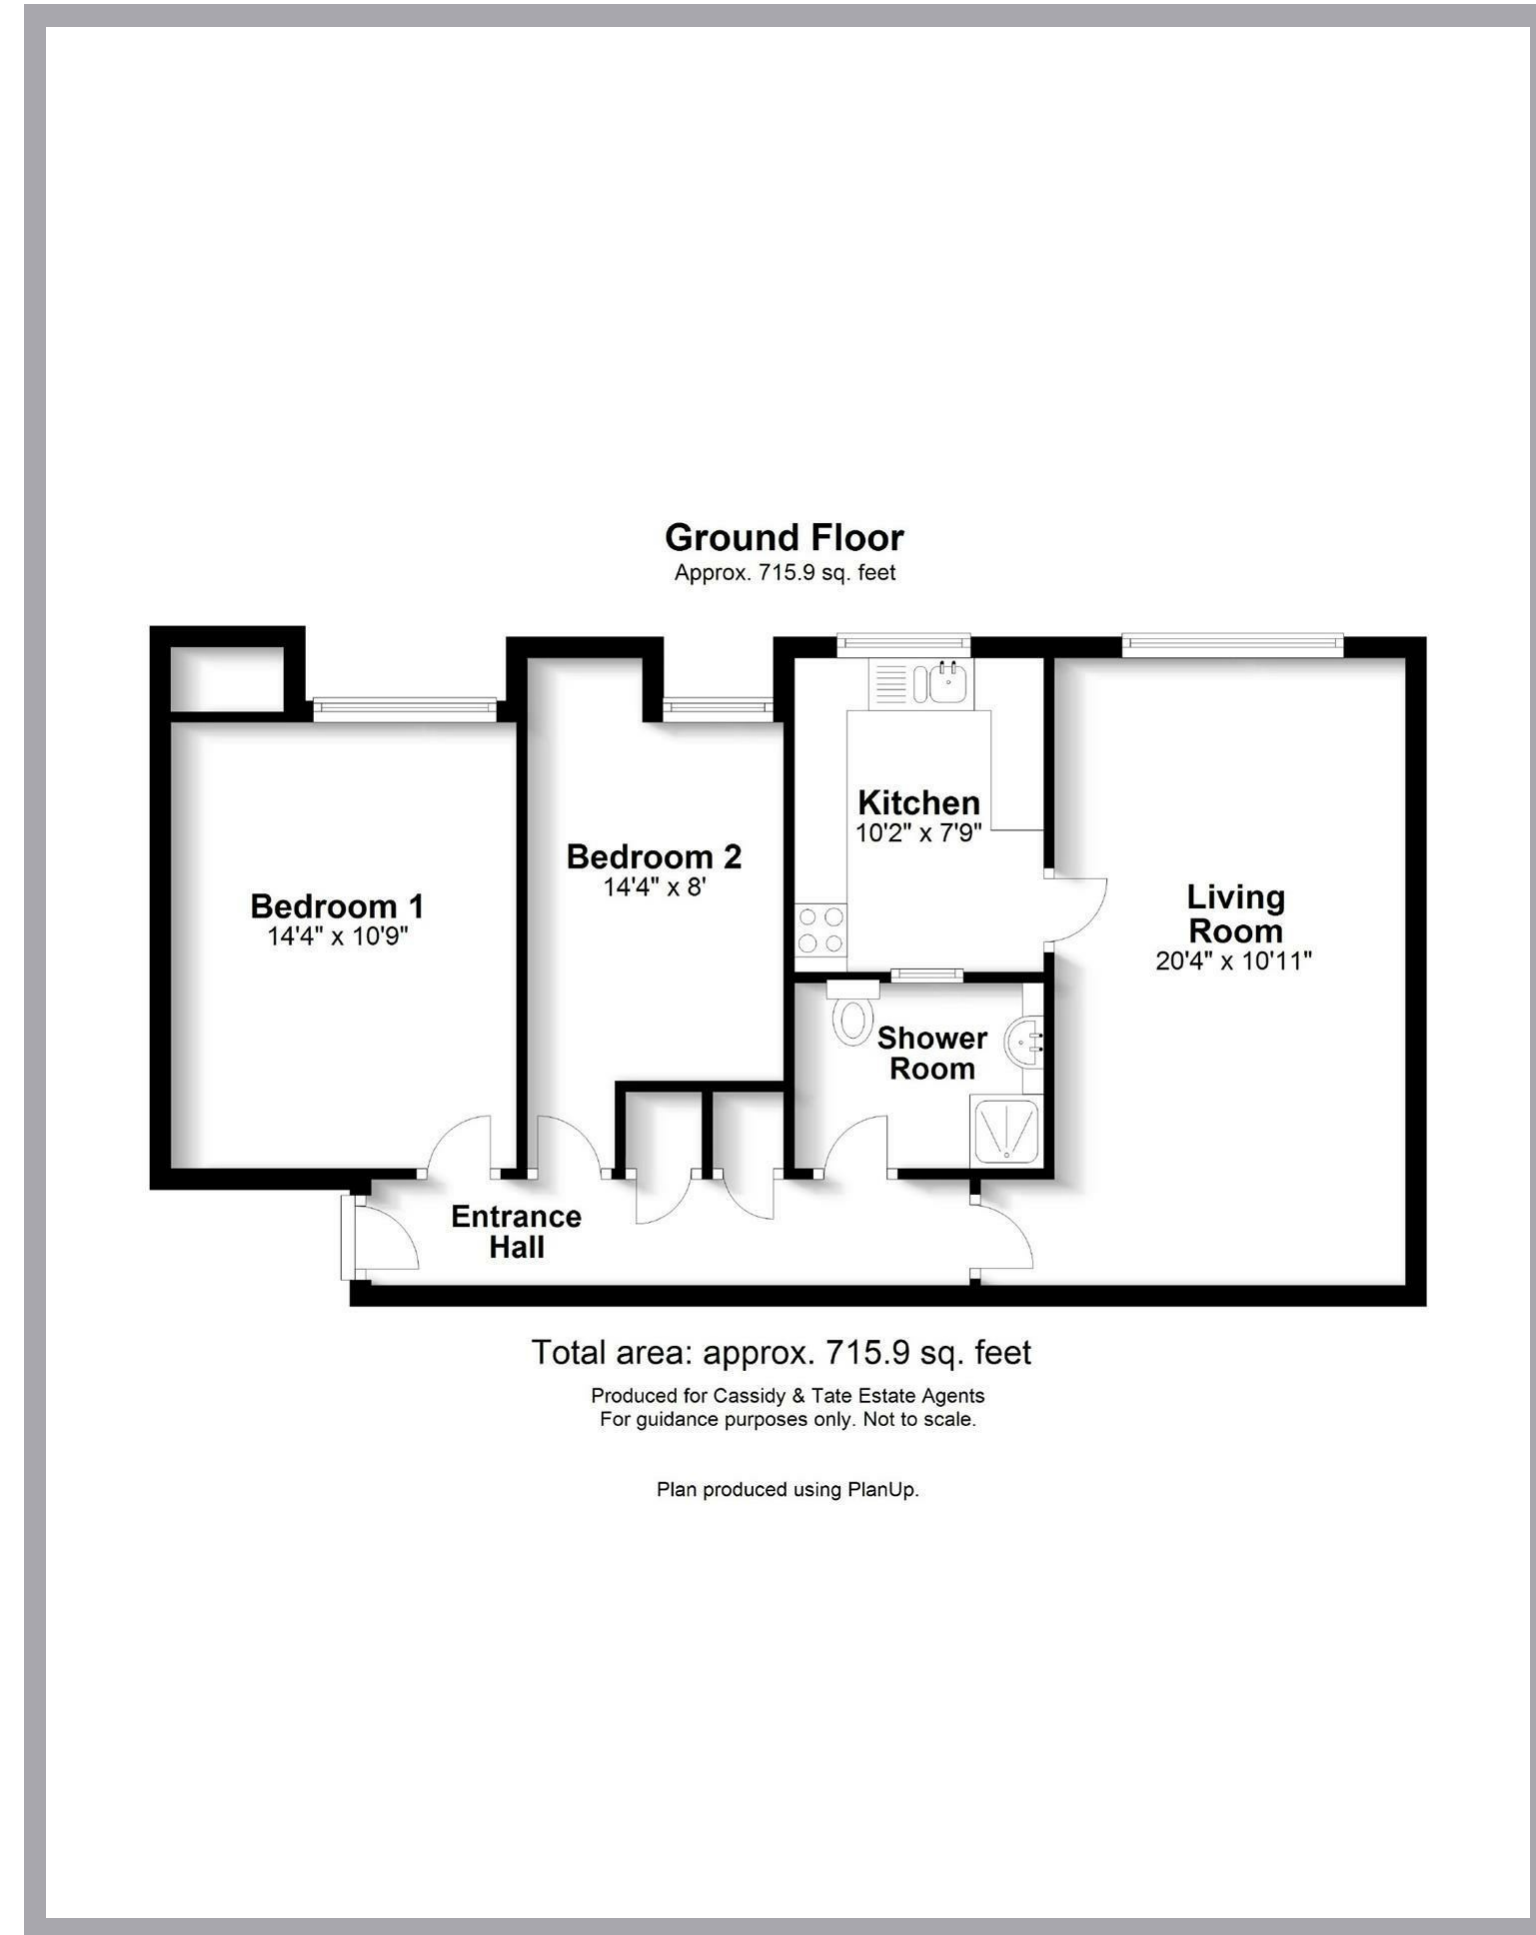 Ground Floor
Approx. 715.9 sq. feet
Kitchen
10'2" x 7'9"
Bedroom 2
14'4" x 8'
Bedroom 1
14'4" x 10'9"
Living
Room
20'4" x 10'11"
Shower
Room
Entrance
Hall
Total area: approx. 715.9 sq. feet
Produced for Cassidy & Tate Estate Agents
For guidance purposes only. Not to scale.
Plan produced using PlanUp.